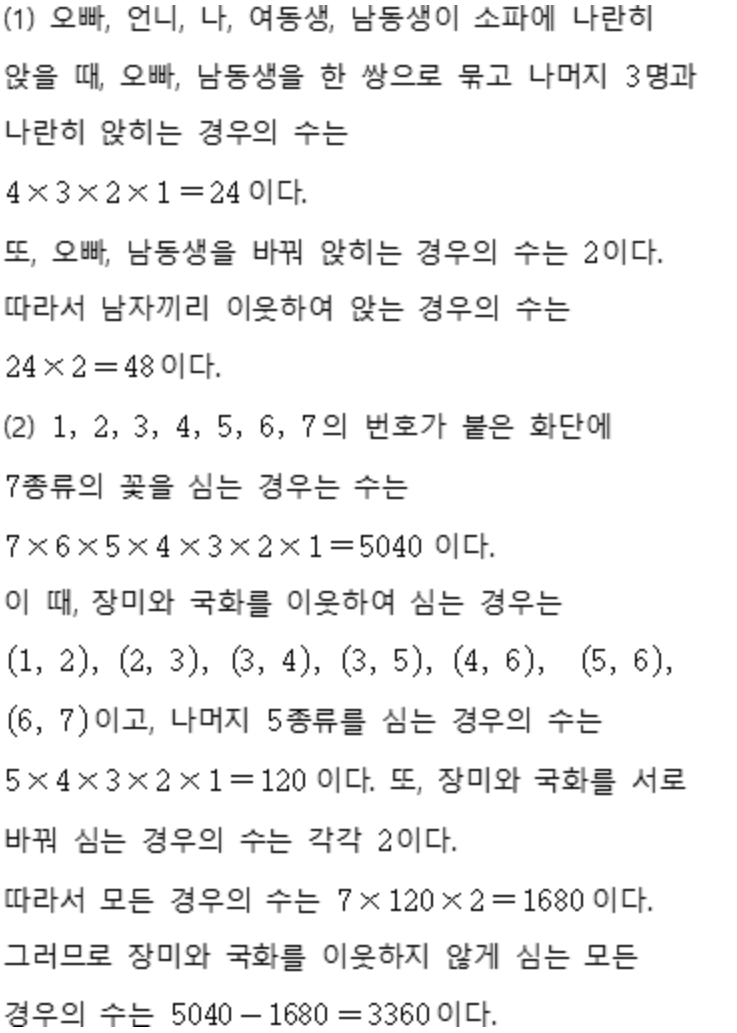 (1) 오빠, 언니, 나, 여동생, 남동생이 소파에 나란히
앉을 때, 오빠, 남동생을 한 쌍으로 묶고 나머지 3명과
나란히 앉히는 경우의 수는
4×3×2×1=24이다.
또, 오빠, 남동생을 바꿔 앉히는 경우의 수는 2이다.
따라서 남자끼리 이웃하여 앉는 경우의 수는
24×2=48이다.
(2) 1, 2, 3, 4, 5, 6, 7의 번호가 붙은 화단에
7종류의 꽃을 심는 경우는 수는
7×6×5×4×3×2×1=5040 이다.
이 때, 장미와 국화를 이웃하여 심는 경우는
(1, 2), (2, 3), (3, 4), (3, 5), (4, 6), (5, 6),
(6, 7)이고, 나머지 5종류를 심는 경우의 수는
5×4×3×2×1=120 이다. 또, 장미와 국화를 서로
바꿔 심는 경우의 수는 각각 2이다.
따라서 모든 경우의 수는 7×120×2=1680이다.
그러므로 장미와 국화를 이웃하지 않게 심는 모든
경우의 수는 5040-1680=3360이다.